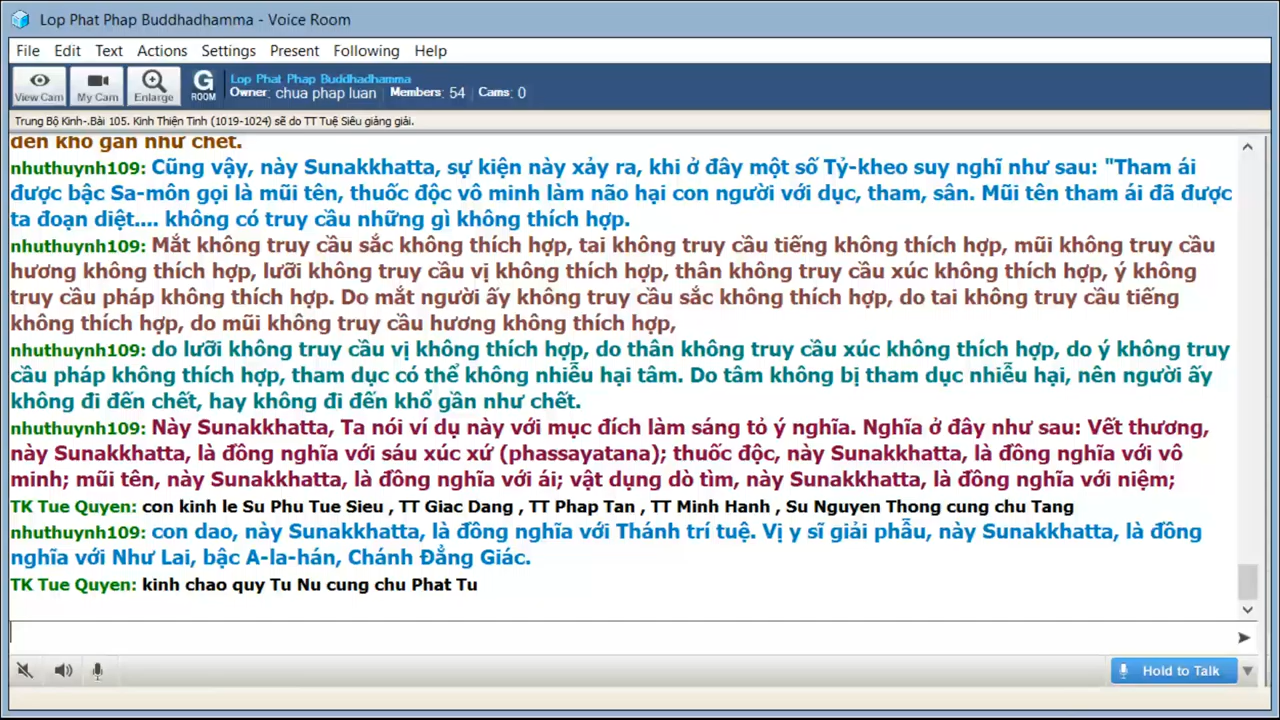 Lop Phat Phap Buddhadhamma - Voice Room
File Edit Text Actions Settings Present Following Help
View Cam My Cam Enlarge G ROOM
Lop Phat Phap Buddhadhamma
Owner: chua phap luan Members: 54 Cams: 0
Trung Bộ Kinh-.Bài 105. Kinh Thiện Tinh (1019-1024) sẽ do TT Tuệ Siêu giảng giải.
đến khổ gần như chết.
nhuthuynh109: Cũng vậy, này Sunakkhatta, sự kiện này xảy ra, khi ở đây một số Tỷ-kheo suy nghĩ như sau: "Tham ái
được bậc Sa-môn gọi là mũi tên, thuốc độc vô minh làm não hại con người với dục, tham, sân. Mũi tên tham ái đã được
ta đoạn diệt.... không có truy cầu những gì không thích hợp.
nhuthuynh109: Mắt không truy cầu sắc không thích hợp, tai không truy cầu tiếng không thích hợp, mũi không truy cầu
hương không thích hợp, lưỡi không truy cầu vị không thích hợp, thân không truy cầu xúc không thích hợp, ý không
truy cầu pháp không thích hợp. Do mắt người ấy không truy cầu sắc không thích hợp, do tai không truy cầu tiếng
không thích hợp, do mũi không truy cầu hương không thích hợp,
nhuthuynh109: do lưỡi không truy cầu vị không thích hợp, do thân không truy cầu xúc không thích hợp, do ý không truy
cầu pháp không thích hợp, tham dục có thể không nhiễu hại tâm. Do tâm không bị tham dục nhiễu hại, nên người ấy
không đi đến chết, hay không đi đến khổ gần như chết.
nhuthuynh109: Này Sunakkhatta, Ta nói ví dụ này với mục đích làm sáng tỏ ý nghĩa. Nghĩa ở đây như sau: Vết thương,
này Sunakkhatta, là đồng nghĩa với sáu xúc xứ (phassayatana); thuốc độc, này Sunakkhatta, là đồng nghĩa với vô
minh; mũi tên, này Sunakkhatta, là đồng nghĩa với ái; vật dụng dò tìm, này Sunakkhatta, là đồng nghĩa với niệm;
TK Tue Quyen: con kinh le Su Phu Tue Sieu , TT Giac Dang , TT Phap Tan , TT Minh Hanh , Su Nguyen Thong cung chu Tang
nhuthuynh109: con dao, này Sunakkhatta, là đồng nghĩa với Thánh trí tuệ. Vị y sĩ giải phẫu, này Sunakkhatta, là đồng
nghĩa với Như Lai, bậc A-la-hán, Chánh Đẳng Giác.
TK Tue Quyen: kinh chao quy Tu Nu cung chu Phat Tu
Hold to Talk